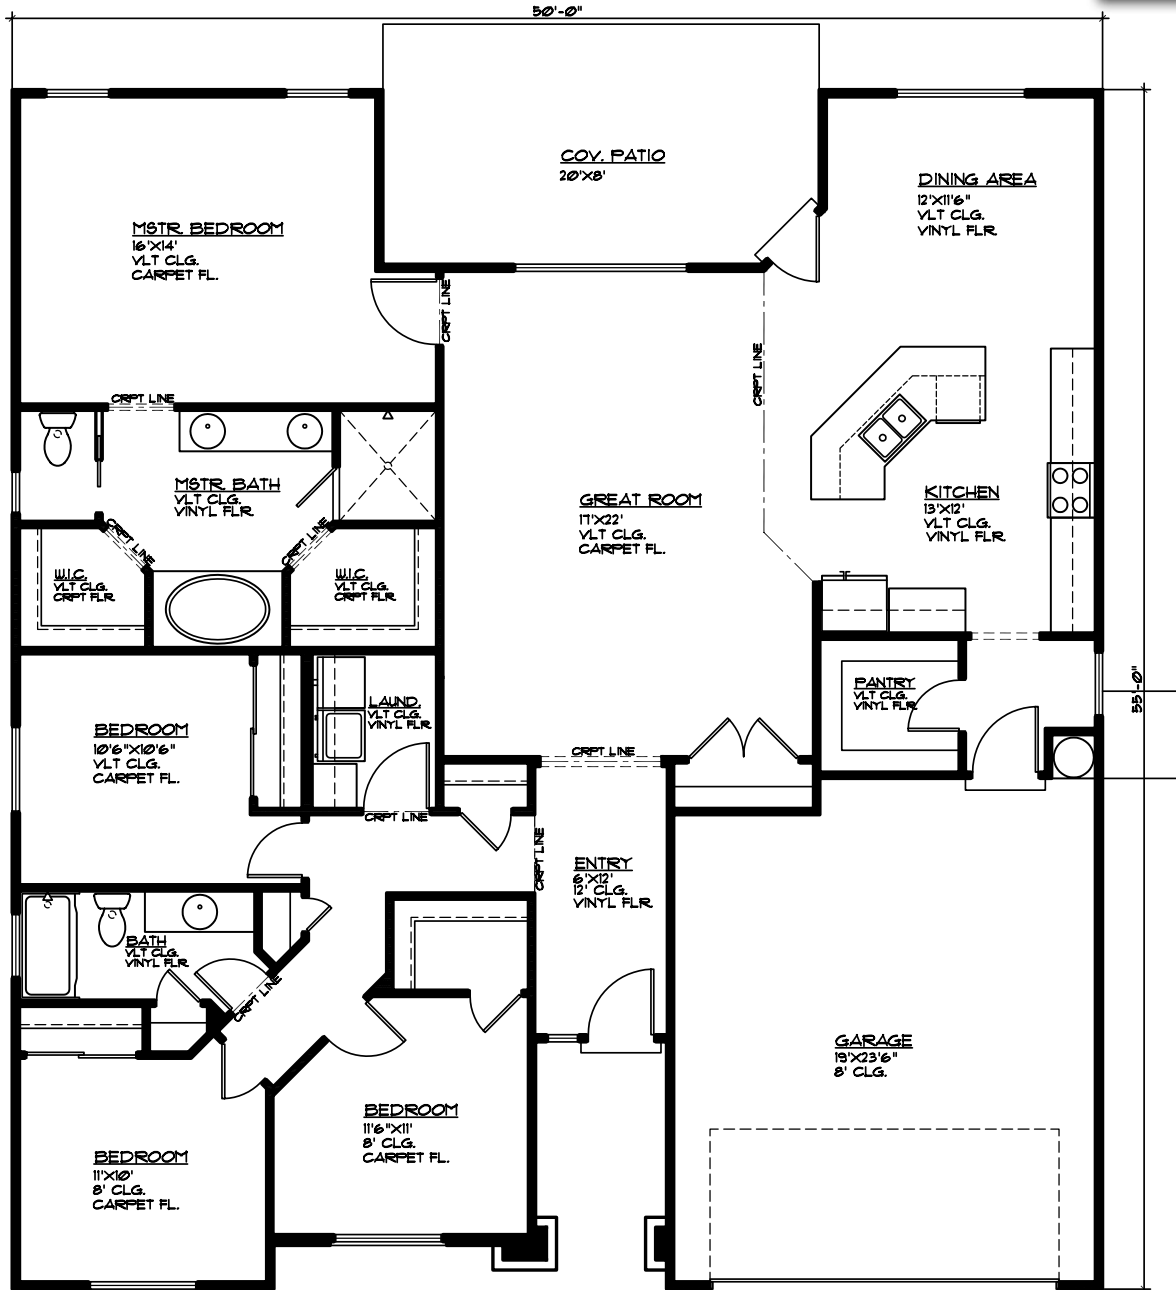 50'-0"
COV. PATIO
20'X8'
DINING AREA
12'X11'6"
VLT CLG.
VINYL FLR.
MSTR. BEDROOM
16'X14'
VLT CLG.
CARPET FL.
CRPT LINE
CRPT LINE
CRPT LINE
MSTR. BATH
VLT CLG.
VINYL FLR.
GREAT ROOM
17'X22'
VLT CLG.
CARPET FL.
KITCHEN
13'X12'
VLT CLG.
VINYL FLR.
CRPT LINE
CRPT LINE
W.I.C.
VLT CLG.
CRPT FLR.
W.I.C.
VLT CLG.
CRPT FLR.
55'-0"
PANTRY
VLT CLG.
VINYL FLR.
LAUND.
VLT CLG.
VINYL FLR.
BEDROOM
10'6"X10'6"
VLT CLG.
CARPET FL.
CRPT LINE
CRPT LINE
CRPT LINE
ENTRY
6'X12'
12' CLG.
VINYL FLR.
BATH
VLT CLG.
VINYL FLR.
CRPT LINE
GARAGE
19'X23'6"
8' CLG.
BEDROOM
11'6"X11'
8' CLG.
CARPET FL.
BEDROOM
11'X10'
8' CLG.
CARPET FL.